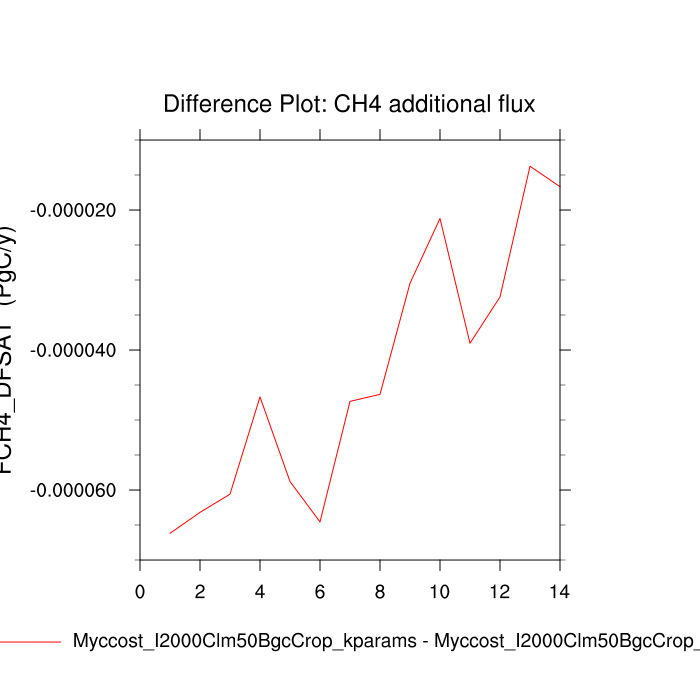 Difference Plot: CH4 additional flux
FCH4_DFSAT (PgC/y)
-0.000020
-0.000040
-0.000060
0 2 4 6 8 10 12 14
Myccost_I2000Clm50BgcCrop_kparams - Myccost_I2000Clm50BgcCrop_